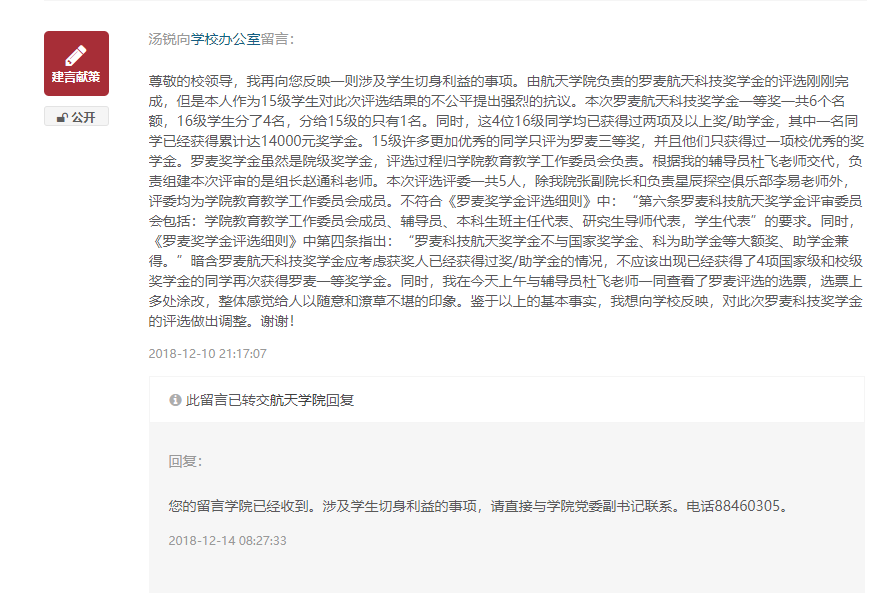 汤锐向学校办公室留言：
建言献策
公开
尊敬的校领导，我再向您反映一则涉及学生切身利益的事项。由航天学院负责的罗麦航天科技奖学金的评选刚刚完
成，但是本人作为15级学生对此次评选结果的不公平提出强烈的抗议。本次罗麦航天科技奖学金一等奖一共6个名
额，16级学生分了4名，分给15级的只有1名。同时，这4位16级同学均已获得过两项及以上奖/助学金，其中一名同
学已经获得累计达14000元奖学金。15级许多更加优秀的同学只评为罗麦三等奖，并且他们只获得过一项校优秀的奖
学金。罗麦奖学金虽然是院级奖学金，评选过程归学院教育教学工作委员会负责。根据我的辅导员杜飞老师交代，负
责组建本次评审的是组长赵通科老师。本次评选评委一共5人，除我院张副院长和负责星辰探空俱乐部李易老师外，
评委均为学院教育教学工作委员会成员。不符合《罗麦奖学金评选细则》中：“第六条罗麦科技航天奖学金评审委员
会包括：学院教育教学工作委员会成员、辅导员、本科生班主任代表、研究生导师代表，学生代表”的要求。同时，
《罗麦奖学金评选细则》中第四条指出：“罗麦科技航天奖学金不与国家奖学金、科为助学金等大额奖、助学金兼
得。”暗含罗麦航天科技奖学金应考虑获奖人已经获得过奖/助学金的情况，不应该出现已经获得了4项国家级和校级
奖学金的同学再次获得罗麦一等奖学金。同时，我在今天上午与辅导员杜飞老师一同查看了罗麦评选的选票，选票上
多处涂改，整体感觉给人以随意和潦草不堪的印象。鉴于以上的基本事实，我想向学校反映，对此次罗麦科技奖学金
的评选做出调整。谢谢！
2018-12-10 21:17:07
此留言已转交航天学院回复
回复：
您的留言学院已经收到。涉及学生切身利益的事项，请直接与学院党委副书记联系。电话88460305。
2018-12-14 08:27:33